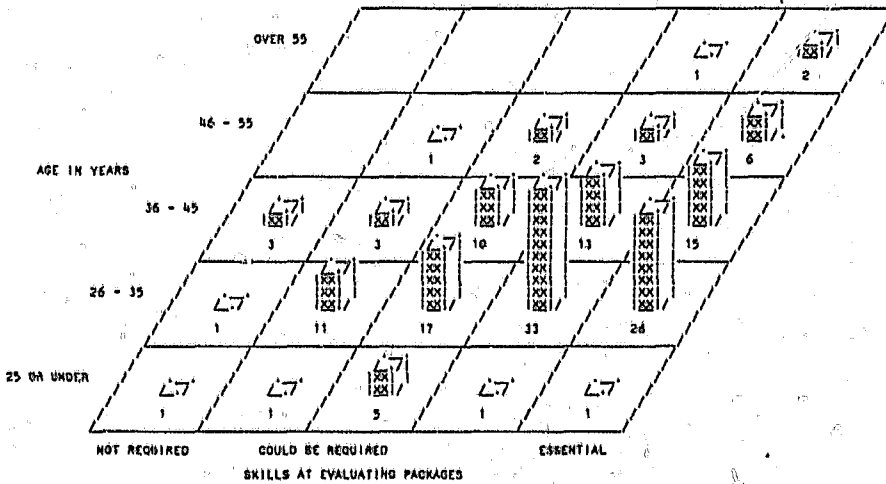 OVER 55
1 2
46 - 55
1 2 3 6
AGE IN YEARS
36 - 45
3 3 10 13 15
26 - 35
1 11 17 33 26
25 OR UNDER
1 1 5 1 1
NOT REQUIRED COULD BE REQUIRED ESSENTIAL
SKILLS AT EVALUATING PACKAGES